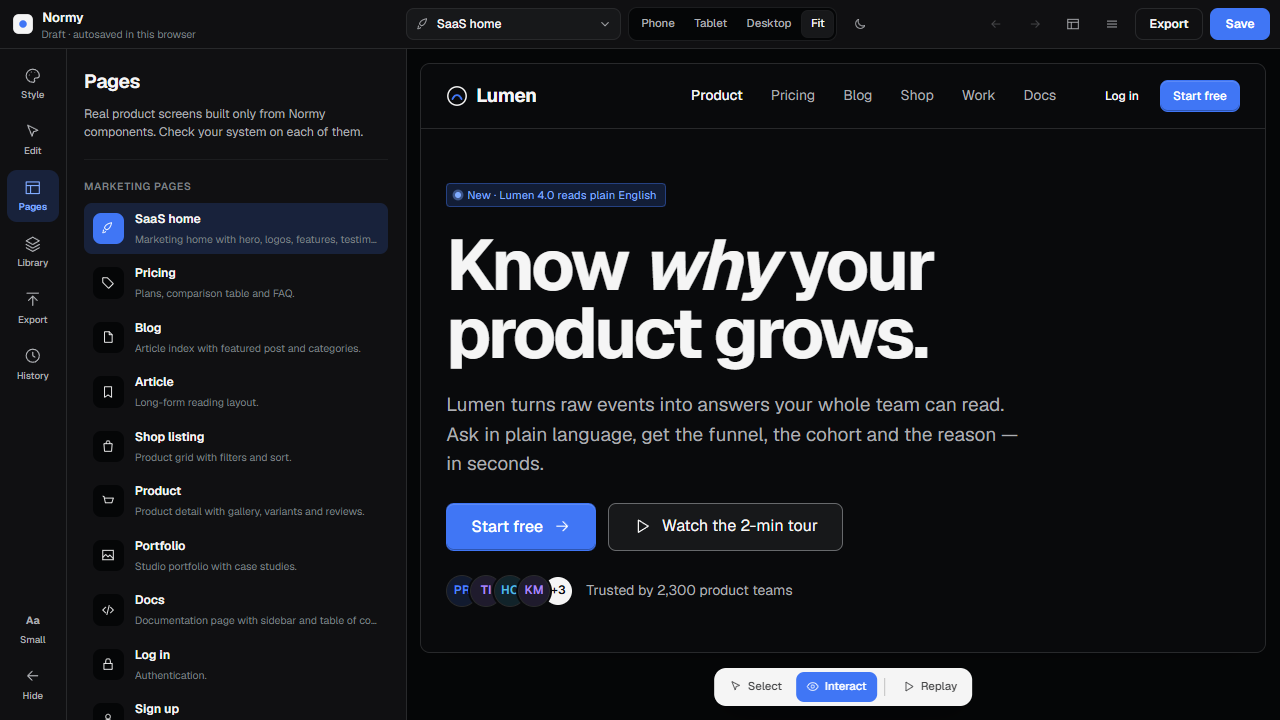 Normy
Draft · autosaved in this browser
SaaS home
Phone
Tablet
Desktop
Fit
Export
Save
Style
Edit
Pages
Library
Export
History
Aa
Small
Hide
Pages
Real product screens built only from Normy
components. Check your system on each of them.
MARKETING PAGES
SaaS home
Marketing home with hero, logos, features, testim…
Pricing
Plans, comparison table and FAQ.
Blog
Article index with featured post and categories.
Article
Long-form reading layout.
Shop listing
Product grid with filters and sort.
Product
Product detail with gallery, variants and reviews.
Portfolio
Studio portfolio with case studies.
Docs
Documentation page with sidebar and table of co…
Log in
Authentication.
Sign up
Lumen
Product
Pricing
Blog
Shop
Work
Docs
Log in
Start free
New · Lumen 4.0 reads plain English
Know why your
product grows.
Lumen turns raw events into answers your whole team can read.
Ask in plain language, get the funnel, the cohort and the reason —
in seconds.
Start free
Watch the 2-min tour
KM
+3
Trusted by 2,300 product teams
Select
Interact
Replay